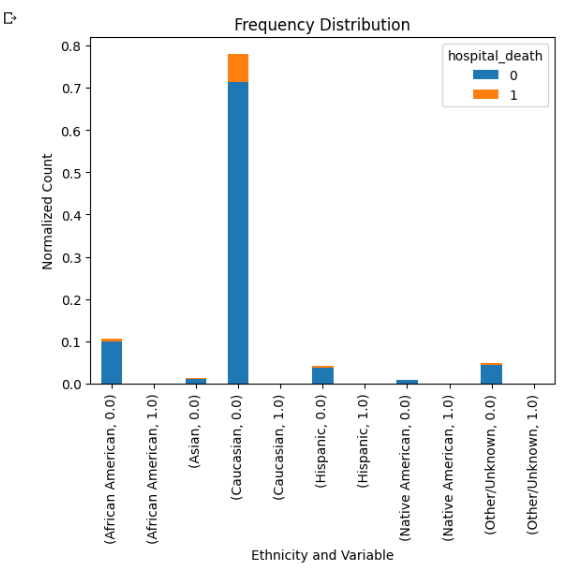 Frequency Distribution
hospital_death
0
1
Normalized Count
0.8
0.7
0.6
0.5
0.4
0.3
0.2
0.1
0.0
(African American, 0.0)
(African American, 1.0)
(Asian, 0.0)
(Caucasian, 0.0)
(Caucasian, 1.0)
(Hispanic, 0.0)
(Hispanic, 1.0)
(Native American, 0.0)
(Native American, 1.0)
(Other/Unknown, 0.0)
(Other/Unknown, 1.0)
Ethnicity and Variable